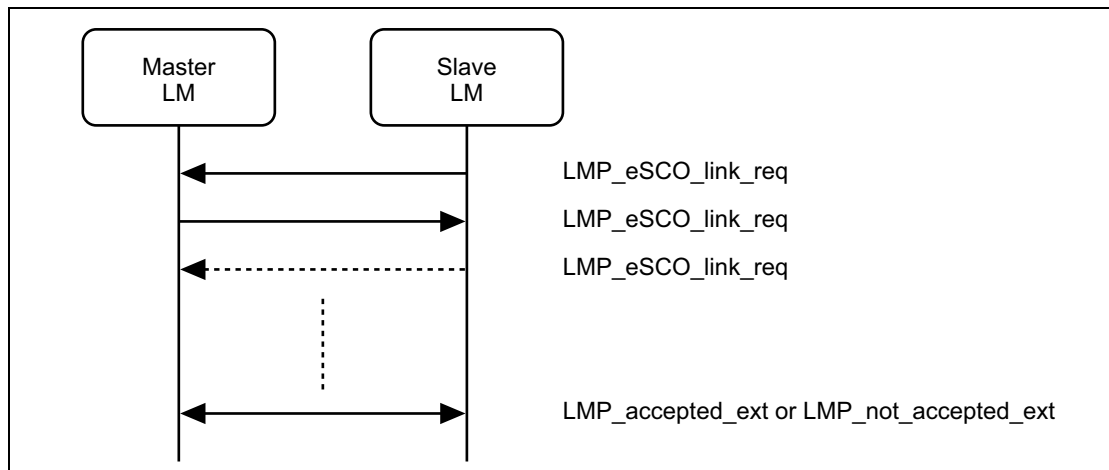 Master
LM
Slave
LM
LMP_eSCO_link_req
LMP_eSCO_link_req
LMP_eSCO_link_req
LMP_accepted_ext or LMP_not_accepted_ext